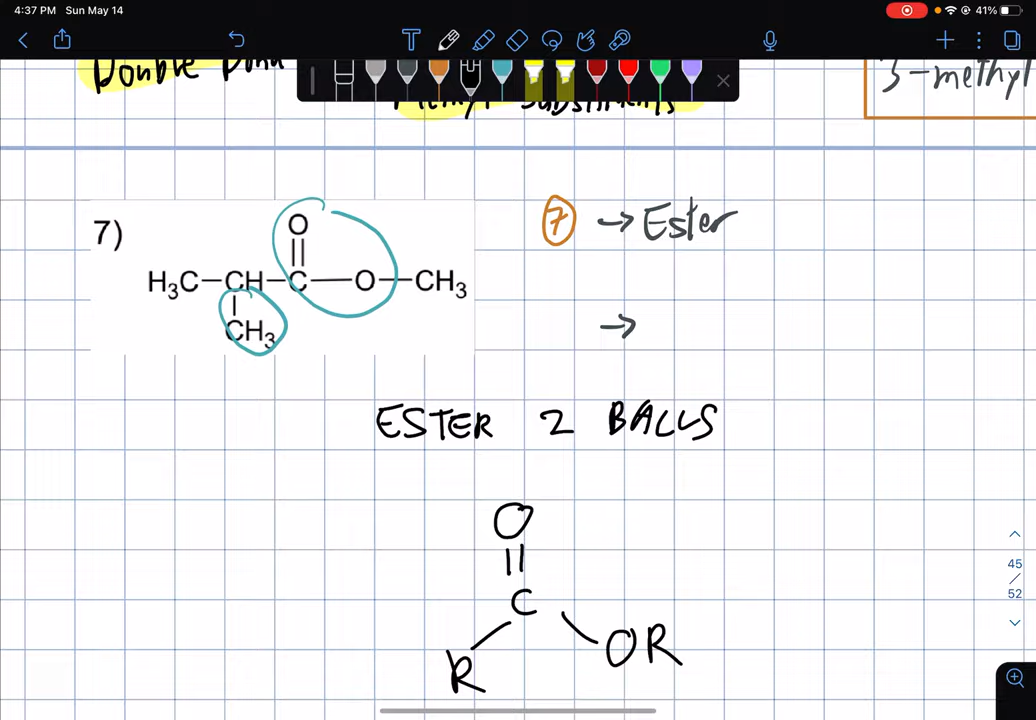 4:37 PM Sun May 14
41%
Double Bond
3-methyl
7)
O
H₃C—CH—C—O—CH₃
CH₃
7 → Ester
→
ESTER 2 BALLS
O
C
R OR
45
/
52